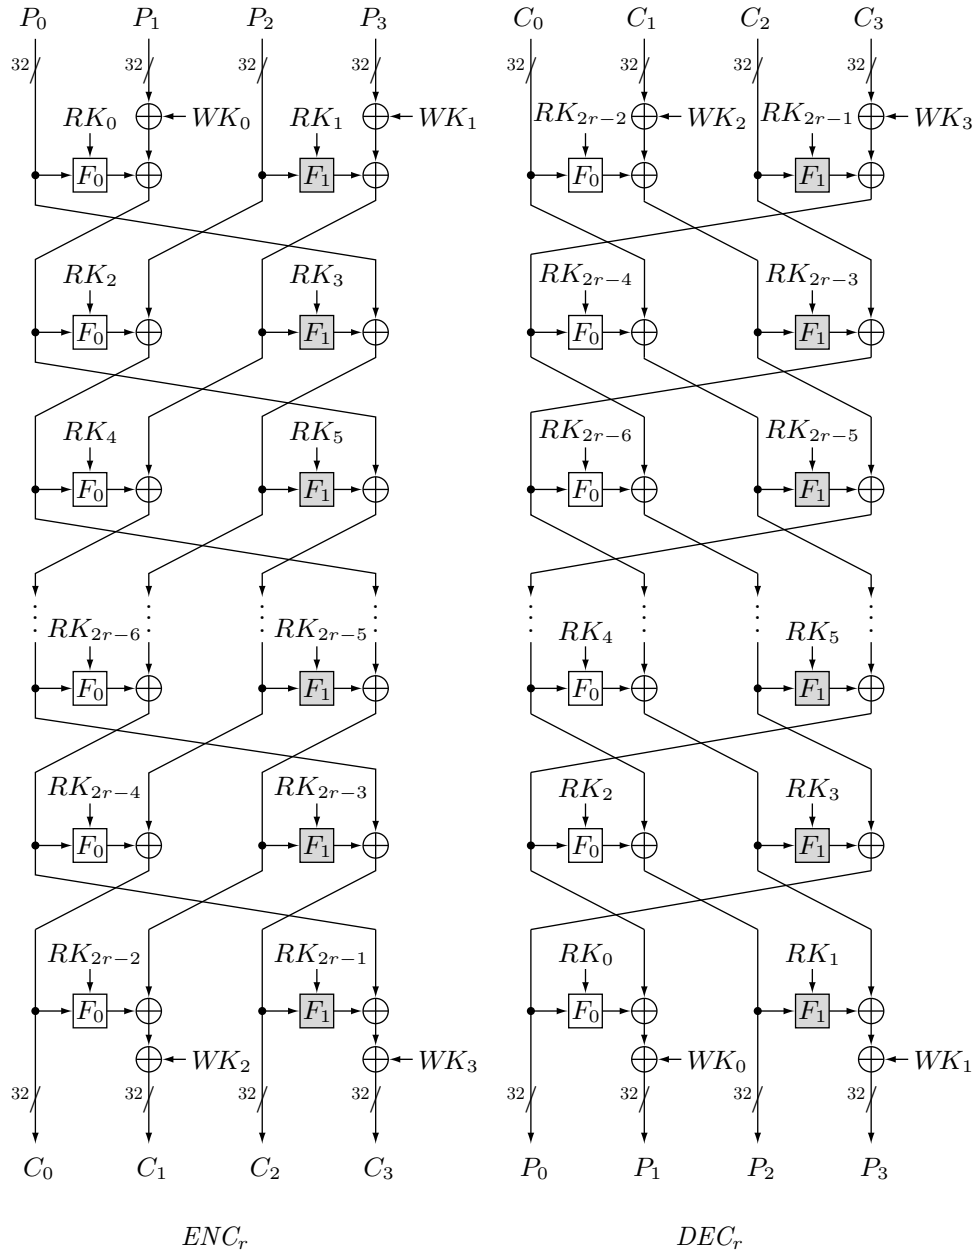 P0 P1 P2 P3 C0 C1 C2 C3
32 32 32 32 32 32 32 32
RK0 WK0 RK1 WK1 RK2r−2 WK2 RK2r−1 WK3
F0 F1 F0 F1
RK2 RK3 RK2r−4 RK2r−3
F0 F1 F0 F1
RK4 RK5 RK2r−6 RK2r−5
F0 F1 F0 F1
RK2r−6 RK2r−5 RK4 RK5
F0 F1 F0 F1
RK2r−4 RK2r−3 RK2 RK3
F0 F1 F0 F1
RK2r−2 RK2r−1 RK0 RK1
F0 F1 F0 F1
WK2 WK3 WK0 WK1
32 32 32 32 32 32 32 32
C0 C1 C2 C3 P0 P1 P2 P3
ENCr DECr